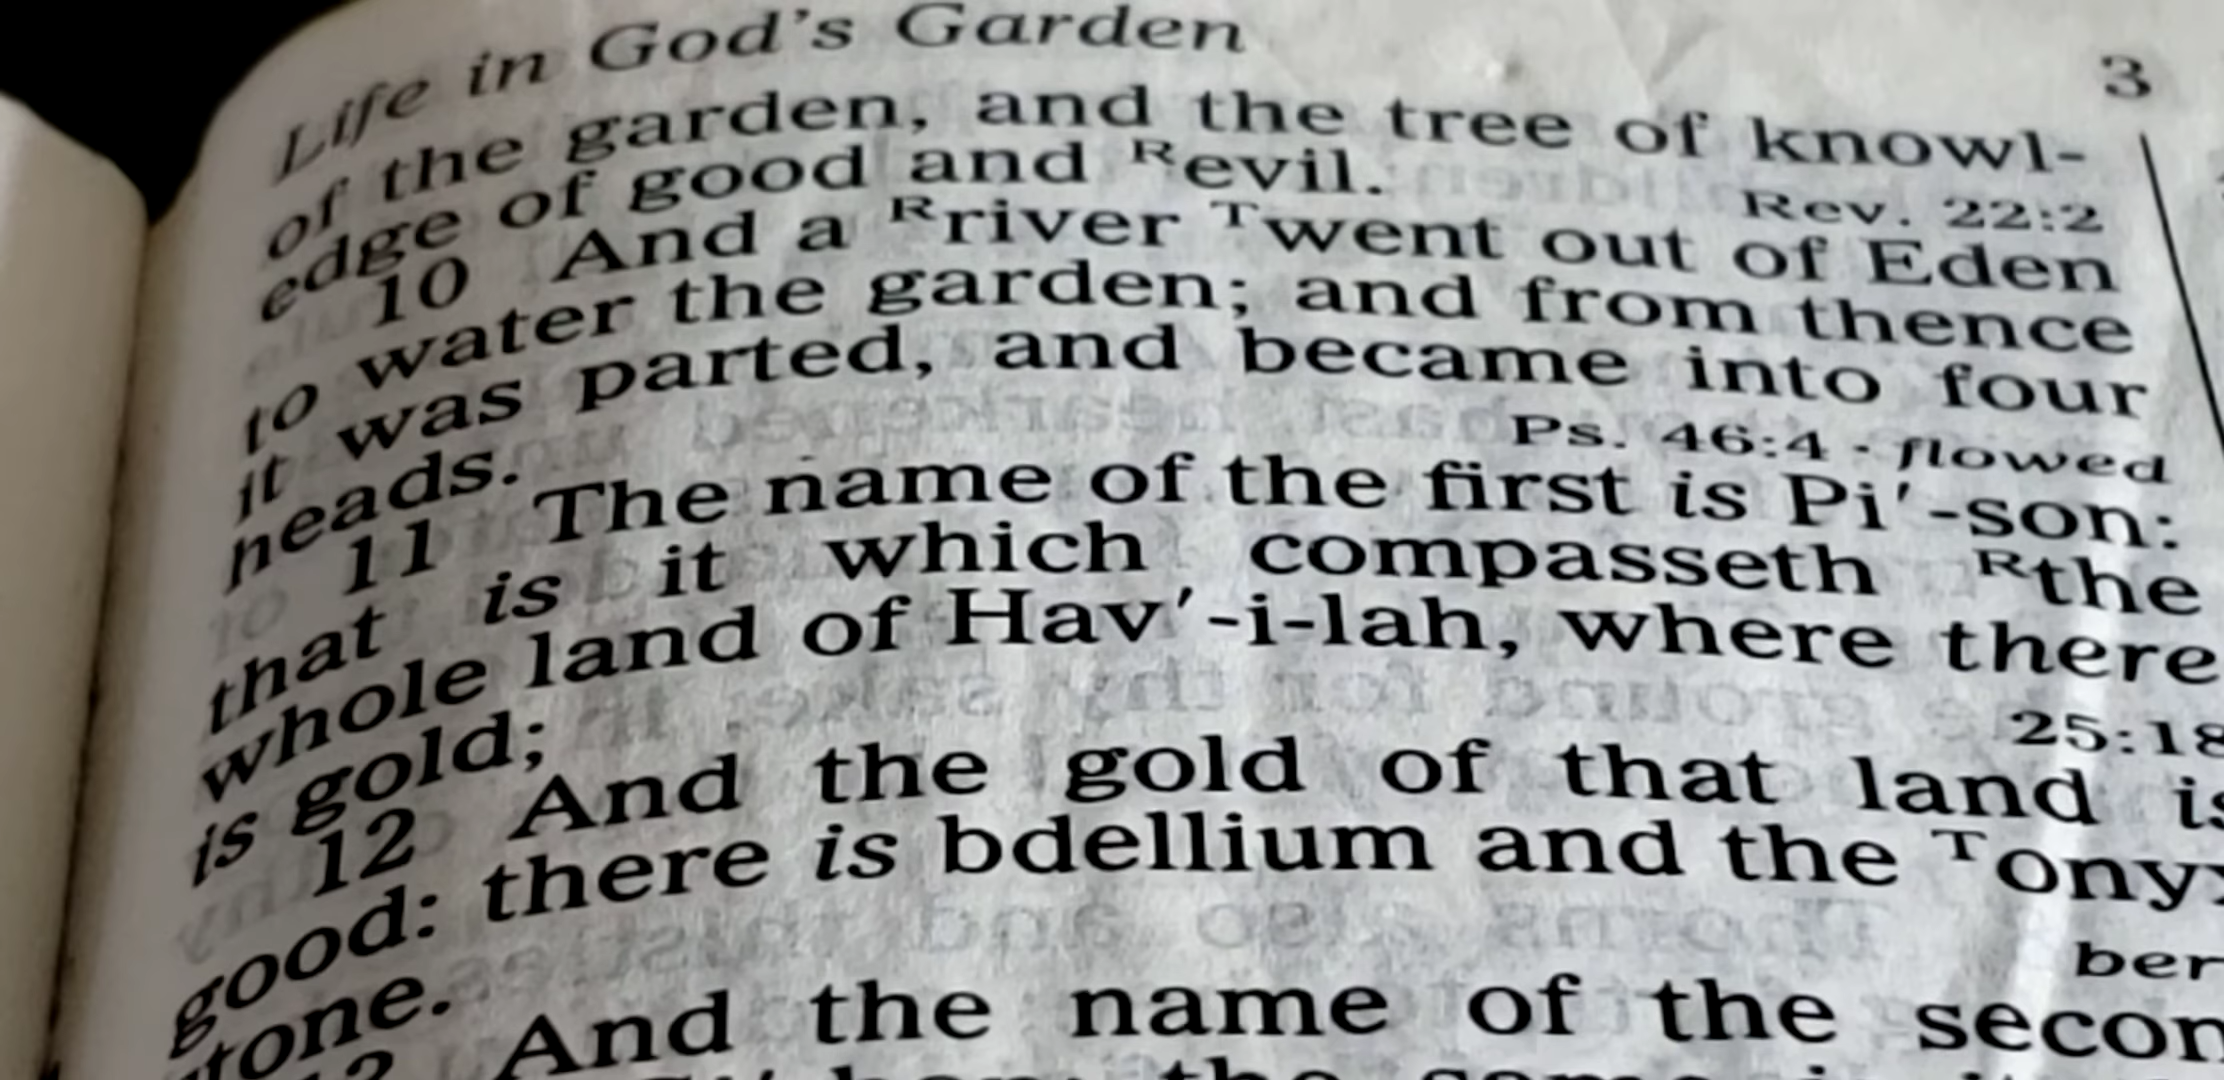 Life in God's Garden 3
of the garden, and the tree of knowl-
edge of good and ᴿevil. Rev. 22:2
10 And a ᴿriver ᵀwent out of Eden
to water the garden; and from thence
it was parted, and became into four
heads. Ps. 46:4 · flowed
11 The name of the first is Pi′-son:
that is it which compasseth ᴿthe
whole land of Hav′-i-lah, where there
is gold; 25:18
12 And the gold of that land is
good: there is bdellium and the ᵀony
tone. ber
And the name of the secon